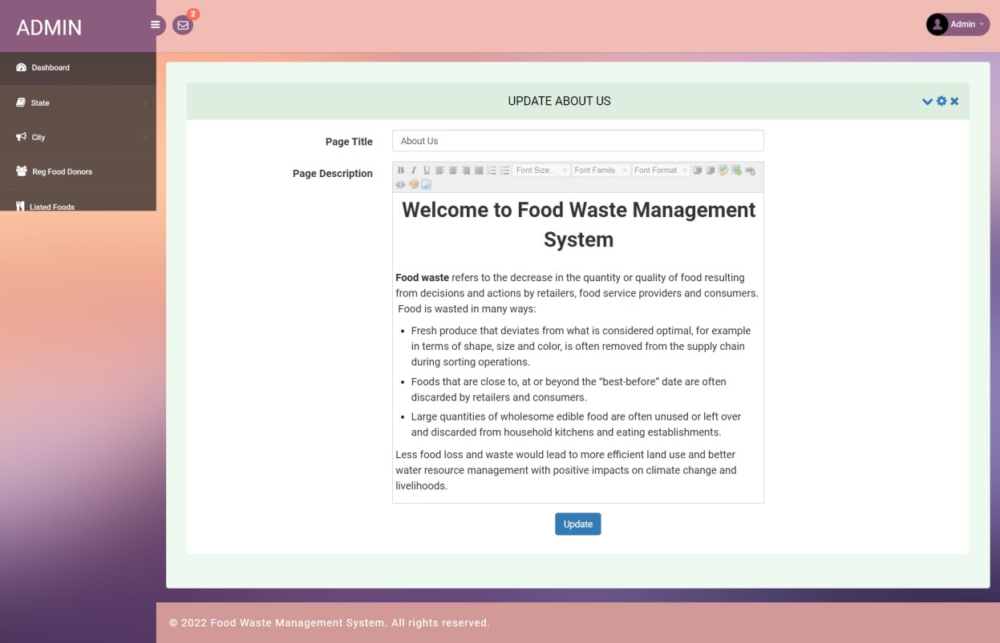 ADMIN
2
Admin
Dashboard
State
City
Reg Food Donors
Listed Foods
UPDATE ABOUT US
Page Title
About Us
Page Description
B I U Font Size... Font Family. Font Format
Welcome to Food Waste Management
System
Food waste refers to the decrease in the quantity or quality of food resulting
from decisions and actions by retailers, food service providers and consumers.
Food is wasted in many ways:
• Fresh produce that deviates from what is considered optimal, for example
in terms of shape, size and color, is often removed from the supply chain
during sorting operations.
• Foods that are close to, at or beyond the “best-before” date are often
discarded by retailers and consumers.
• Large quantities of wholesome edible food are often unused or left over
and discarded from household kitchens and eating establishments.
Less food loss and waste would lead to more efficient land use and better
water resource management with positive impacts on climate change and
livelihoods.
Update
© 2022 Food Waste Management System. All rights reserved.